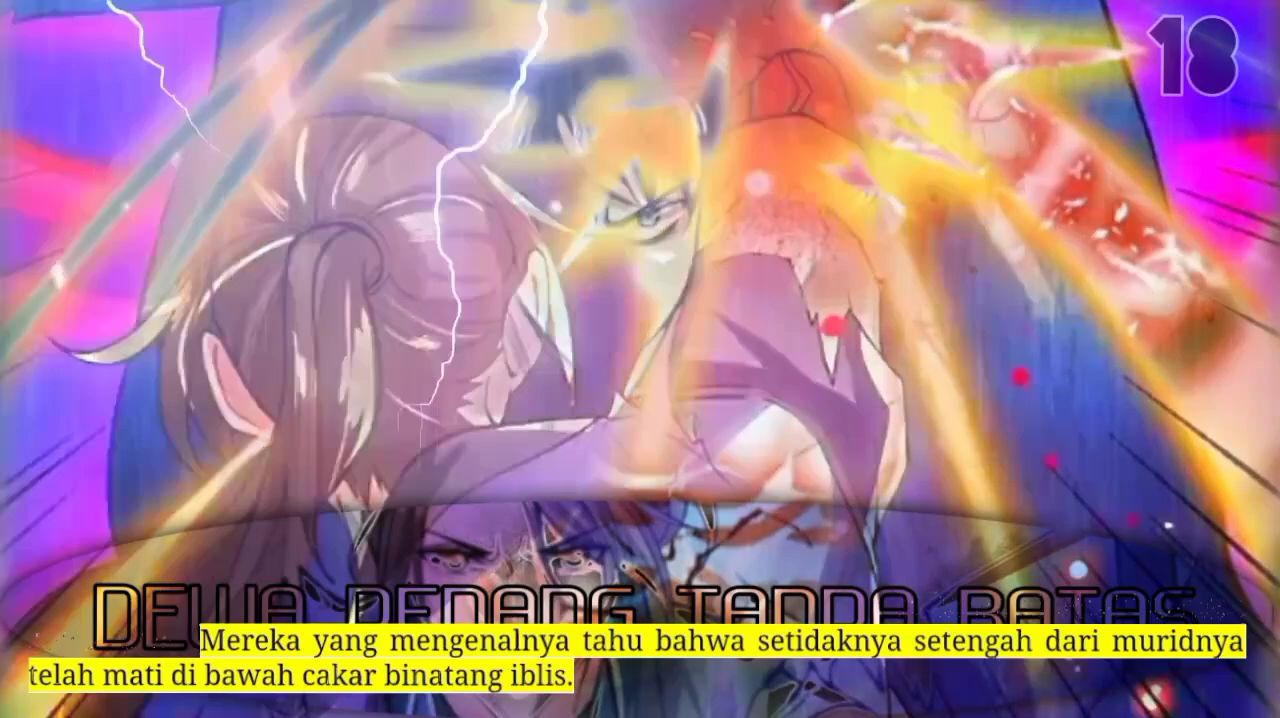 18
DEWA PEDANG TANPA BATAS
Mereka yang mengenalnya tahu bahwa setidaknya setengah dari muridnya
telah mati di bawah cakar binatang iblis.